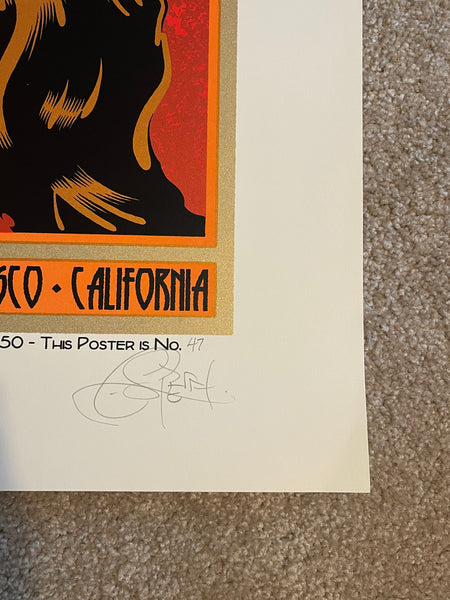 SCO • CALIFORNIA
50 - THIS POSTER IS NO. 47